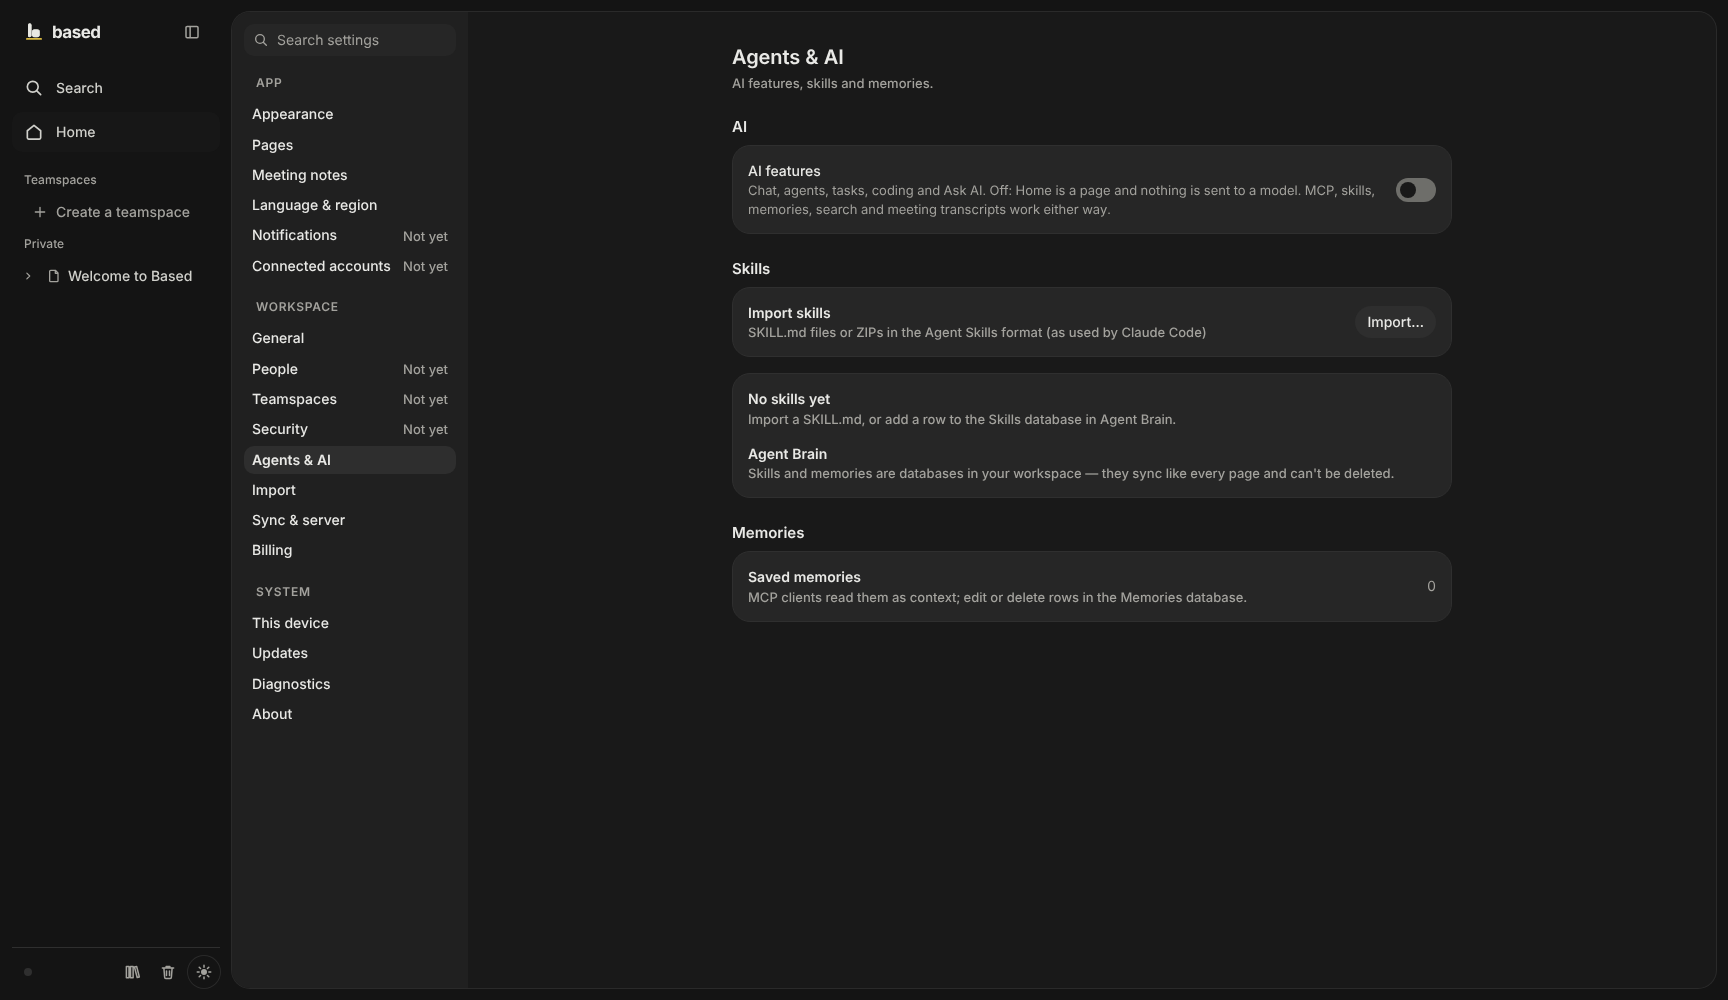 based
Search
Home
Teamspaces
Create a teamspace
Private
Welcome to Based
Search settings
APP
Appearance
Pages
Meeting notes
Language & region
Notifications Not yet
Connected accounts Not yet
WORKSPACE
General
People Not yet
Teamspaces Not yet
Security Not yet
Agents & AI
Import
Sync & server
Billing
SYSTEM
This device
Updates
Diagnostics
About
Agents & AI
AI features, skills and memories.
AI
AI features
Chat, agents, tasks, coding and Ask AI. Off: Home is a page and nothing is sent to a model. MCP, skills,
memories, search and meeting transcripts work either way.
Skills
Import skills
SKILL.md files or ZIPs in the Agent Skills format (as used by Claude Code)
Import...
No skills yet
Import a SKILL.md, or add a row to the Skills database in Agent Brain.
Agent Brain
Skills and memories are databases in your workspace — they sync like every page and can't be deleted.
Memories
Saved memories
MCP clients read them as context; edit or delete rows in the Memories database.
0